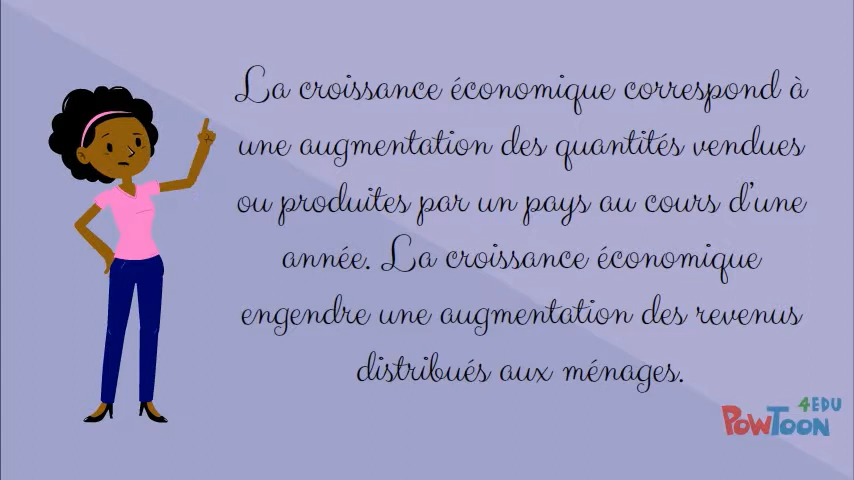 La croissance économique correspond à
une augmentation des quantités vendues
ou produites par un pays au cours d'une
année. La croissance économique
engendre une augmentation des revenus
distribués aux ménages.
4EDU
POWTOON